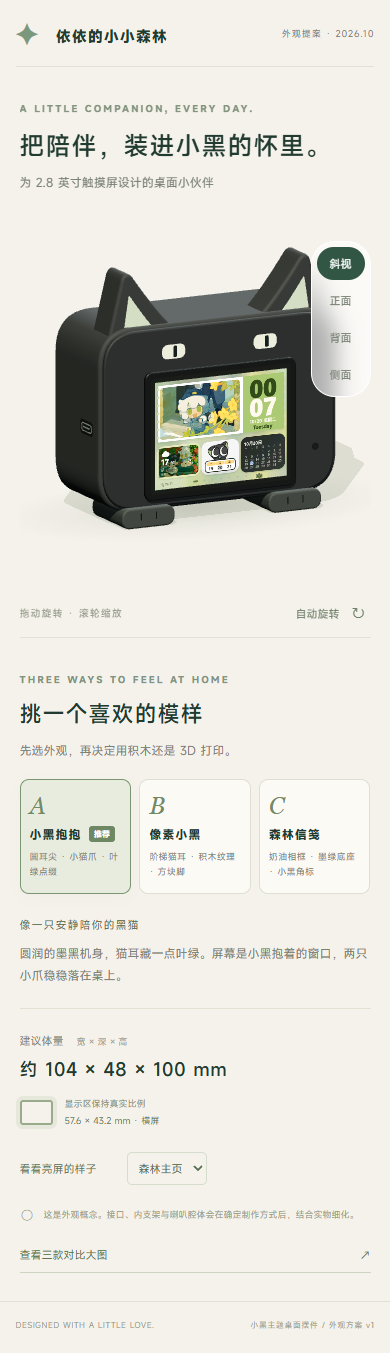 依依的小小森林
外观提案 · 2026.10
A LITTLE COMPANION, EVERY DAY.
把陪伴，装进小黑的怀里。
为 2.8 英寸触摸屏设计的桌面小伙伴
斜视
正面
背面
侧面
00
07
Tuesday
17
拖动旋转 · 滚轮缩放
自动旋转 ↻
THREE WAYS TO FEEL AT HOME
挑一个喜欢的模样
先选外观，再决定用积木还是 3D 打印。
A
小黑抱抱 推荐
圆耳尖 · 小猫爪 · 叶
绿点缀
B
像素小黑
阶梯猫耳 · 积木纹理
· 方块脚
C
森林信笺
奶油相框 · 墨绿底座
· 小黑角标
像一只安静陪你的黑猫
圆润的墨黑机身，猫耳藏一点叶绿。屏幕是小黑抱着的窗口，两只
小爪稳稳落在桌上。
建议体量 宽 × 深 × 高
约 104 × 48 × 100 mm
显示区保持真实比例
57.6 × 43.2 mm · 横屏
看看亮屏的样子
森林主页
这是外观概念。接口、内支架与喇叭腔体会在确定制作方式后，结合实物细化。
查看三款对比大图 ↗
DESIGNED WITH A LITTLE LOVE.
小黑主题桌面摆件 / 外观方案 v1